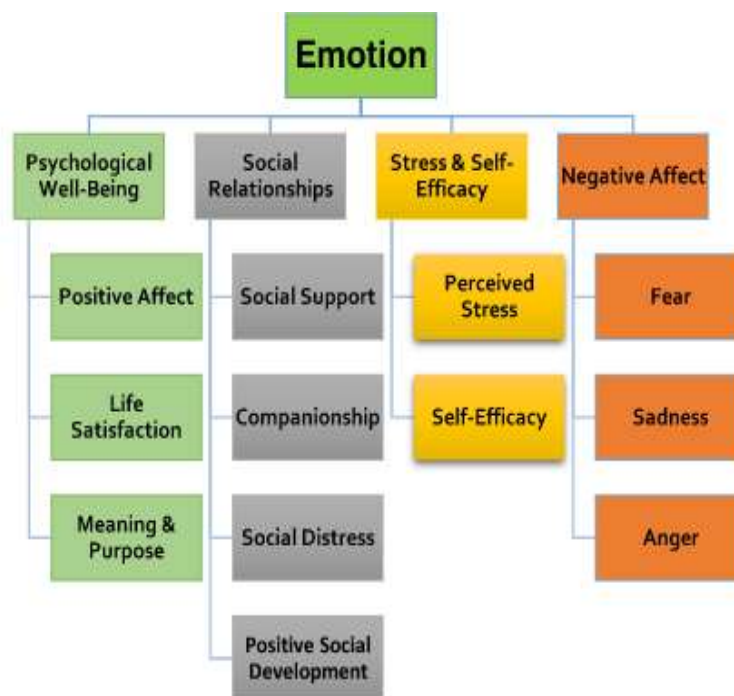 Emotion
Psychological
Well-Being
Social
Relationships
Stress & Self-
Efficacy
Negative Affect
Positive Affect
Social Support
Perceived
Stress
Fear
Life
Satisfaction
Companionship
Self-Efficacy
Sadness
Meaning &
Purpose
Social Distress
Anger
Positive Social
Development